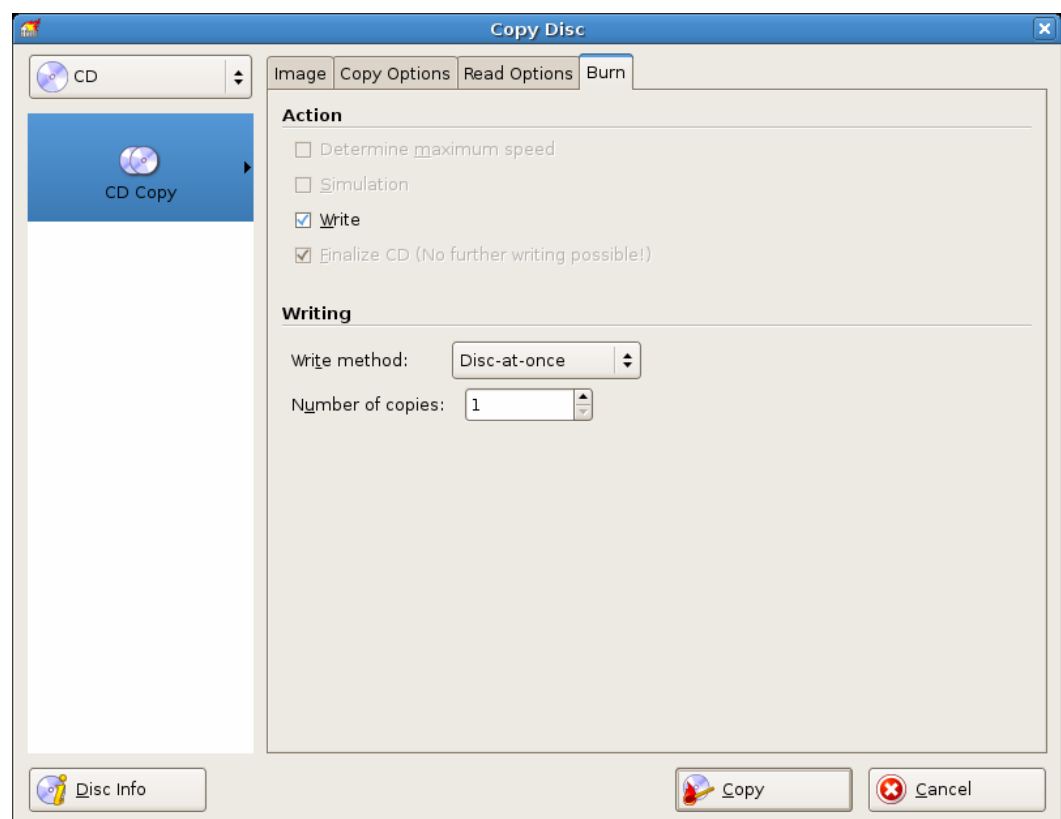 Copy Disc
CD
CD Copy
Image Copy Options Read Options Burn
Action
Determine maximum speed
Simulation
Write
Finalize CD (No further writing possible!)
Writing
Write method: Disc-at-once
Number of copies: 1
Disc Info
Copy
Cancel